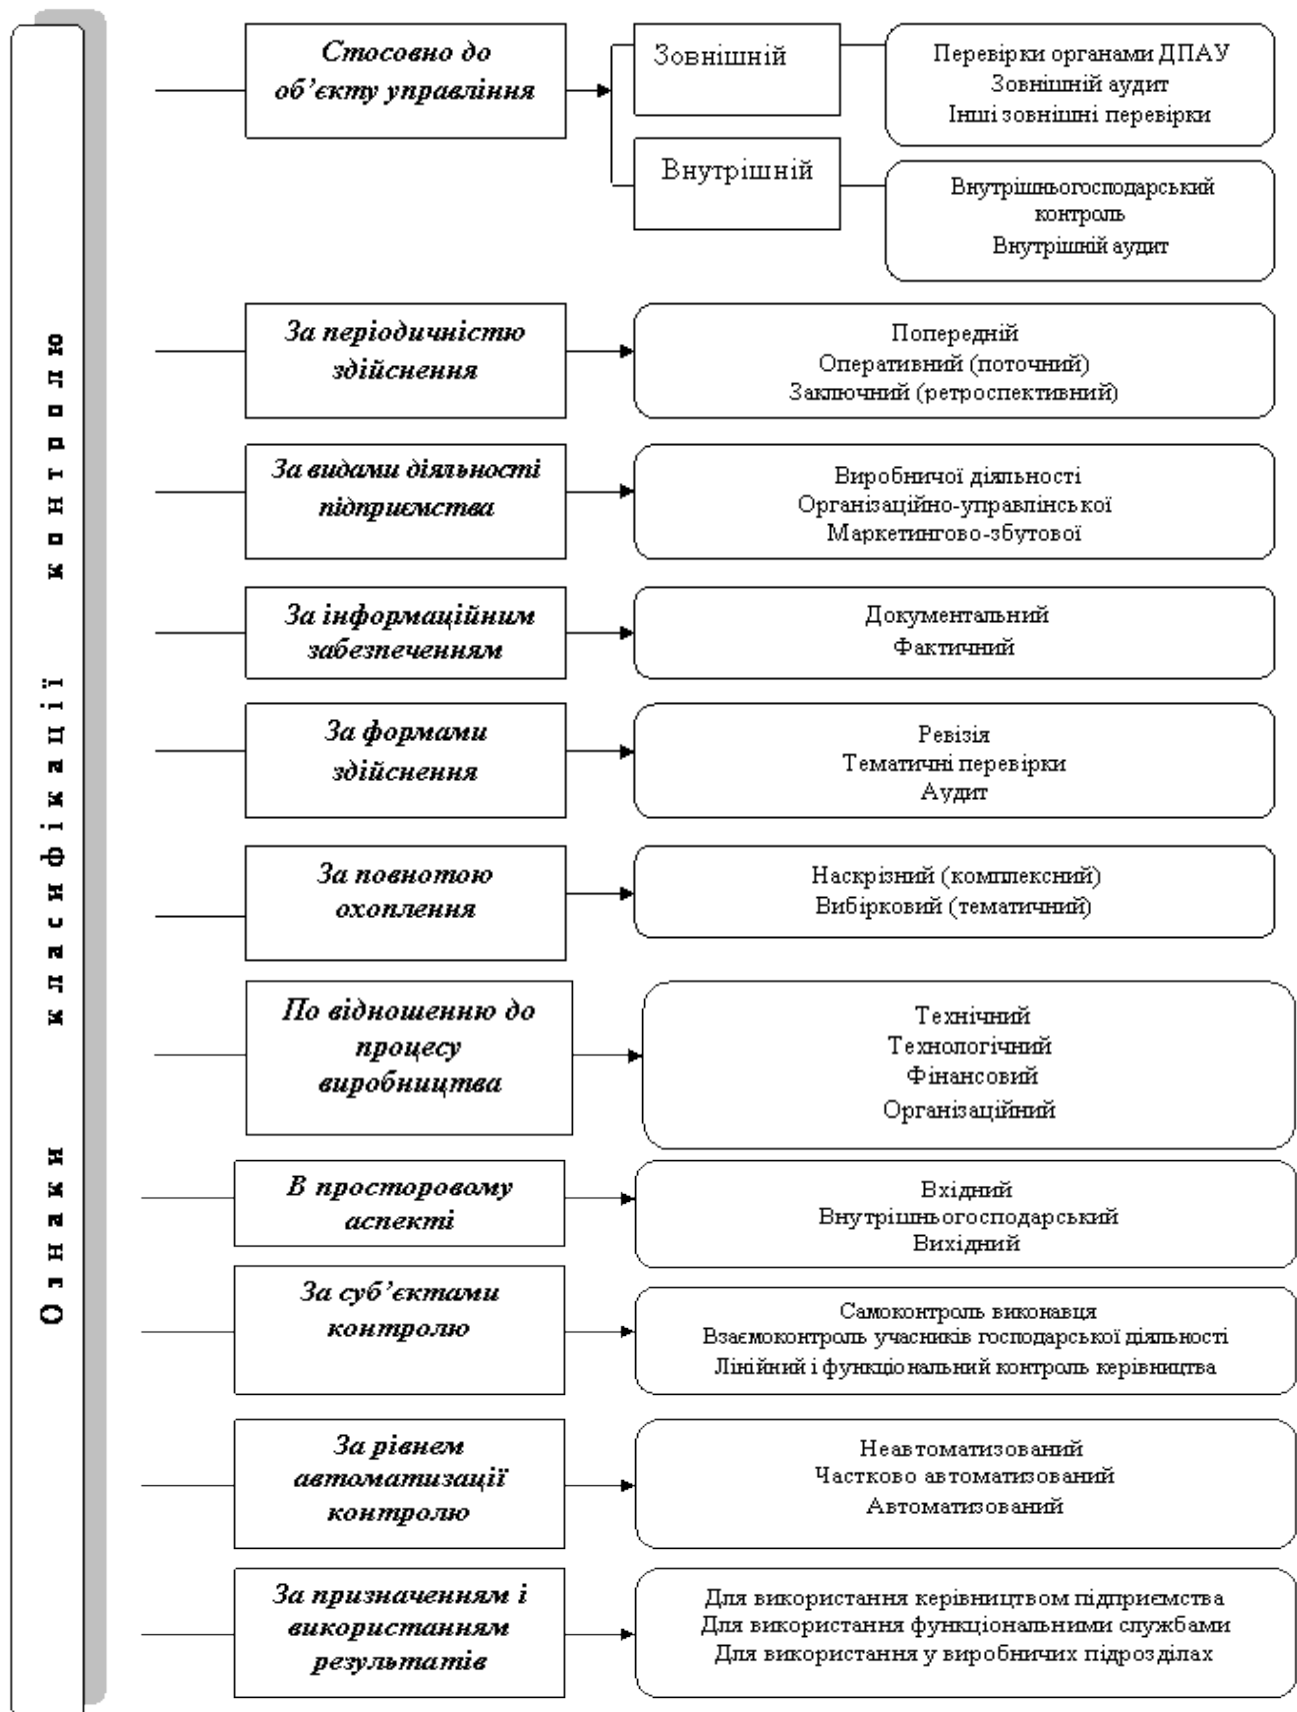 Ознаки класифікації контролю
Стосовно до
об’єкту управління
Зовнішній
Перевірки органами ДПАУ
Зовнішній аудит
Інші зовнішні перевірки
Внутрішній
Внутрішньогосподарський
контроль
Внутрішній аудит
За періодичністю
здійснення
Попередній
Оперативний (поточний)
Заключний (ретроспективний)
За видами діяльності
підприємства
Виробничої діяльності
Організаційно-управлінської
Маркетингово-збутової
За інформаційним
забезпеченням
Документальний
Фактичний
За формами
здійснення
Ревізія
Тематичні перевірки
Аудит
За повнотою
охоплення
Наскрізний (комплексний)
Вибірковий (тематичний)
По відношенню до
процесу
виробництва
Технічний
Технологічний
Фінансовий
Організаційний
В просторовому
аспекті
Вхідний
Внутрішньогосподарський
Вихідний
За суб’єктами
контролю
Самоконтроль виконавця
Взаємоконтроль учасників господарської діяльності
Лінійний і функціональний контроль керівництва
За рівнем
автоматизації
контролю
Неавтоматизований
Частково автоматизований
Автоматизований
За призначенням і
використанням
результатів
Для використання керівництвом підприємства
Для використання функціональними службами
Для використання у виробничих підрозділах